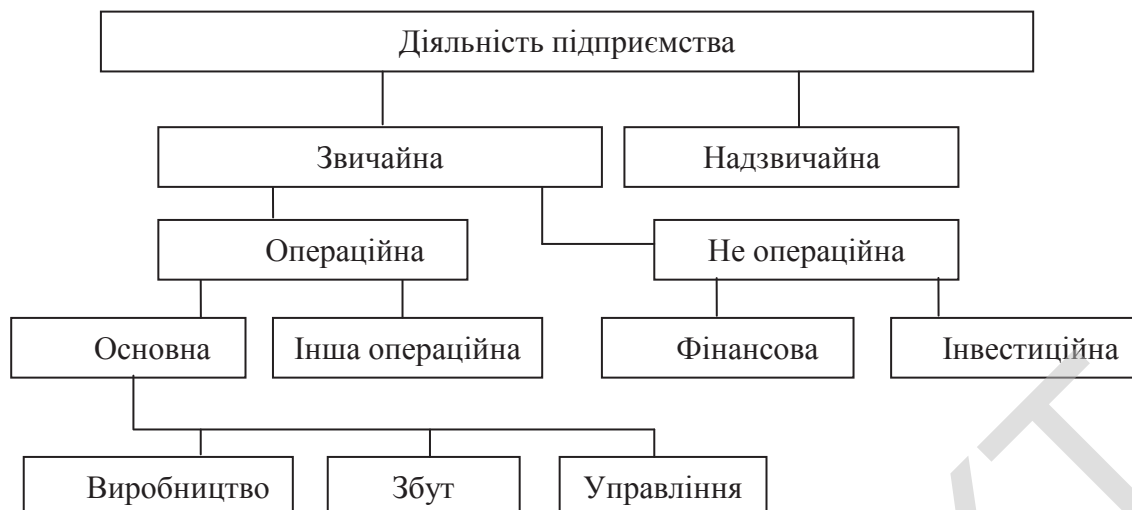 Діяльність підприємства
Звичайна
Надзвичайна
Операційна
Не операційна
Основна
Інша операційна
Фінансова
Інвестиційна
Виробництво
Збут
Управління